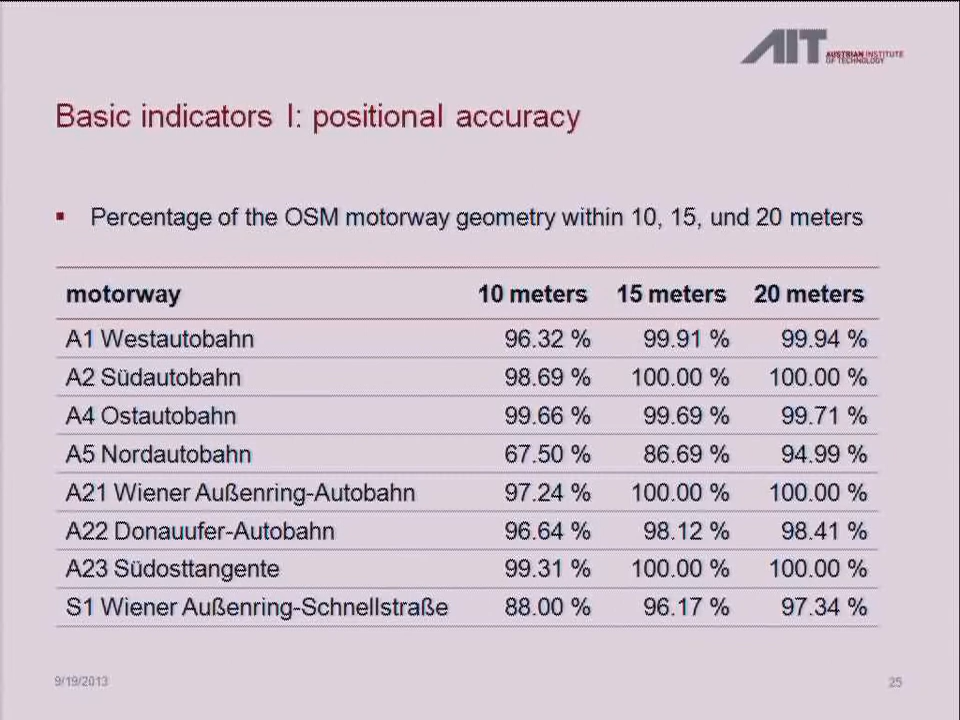 AIT AUSTRIAN INSTITUTE
OF TECHNOLOGY
Basic indicators I: positional accuracy
▪ Percentage of the OSM motorway geometry within 10, 15, und 20 meters
motorway 10 meters 15 meters 20 meters
A1 Westautobahn 96.32 % 99.91 % 99.94 %
A2 Südautobahn 98.69 % 100.00 % 100.00 %
A4 Ostautobahn 99.66 % 99.69 % 99.71 %
A5 Nordautobahn 67.50 % 86.69 % 94.99 %
A21 Wiener Außenring-Autobahn 97.24 % 100.00 % 100.00 %
A22 Donauufer-Autobahn 96.64 % 98.12 % 98.41 %
A23 Südosttangente 99.31 % 100.00 % 100.00 %
S1 Wiener Außenring-Schnellstraße 88.00 % 96.17 % 97.34 %
9/19/2013 25